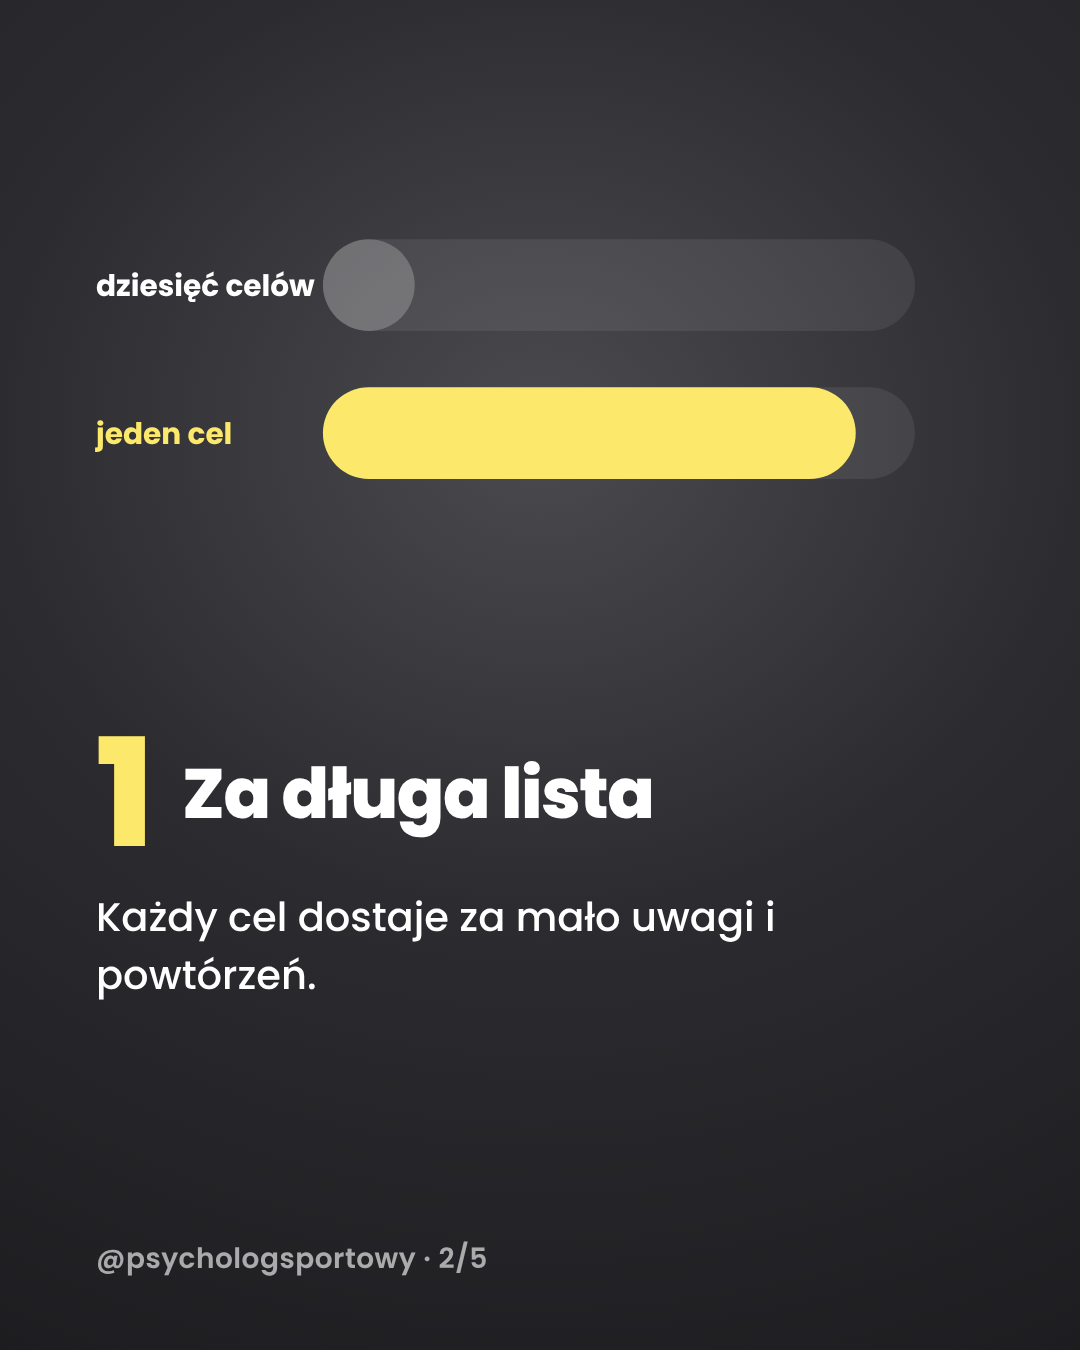 dziesięć celów
jeden cel
1 Za długa lista
Każdy cel dostaje za mało uwagi i
powtórzeń.
@psychologsportowy · 2/5